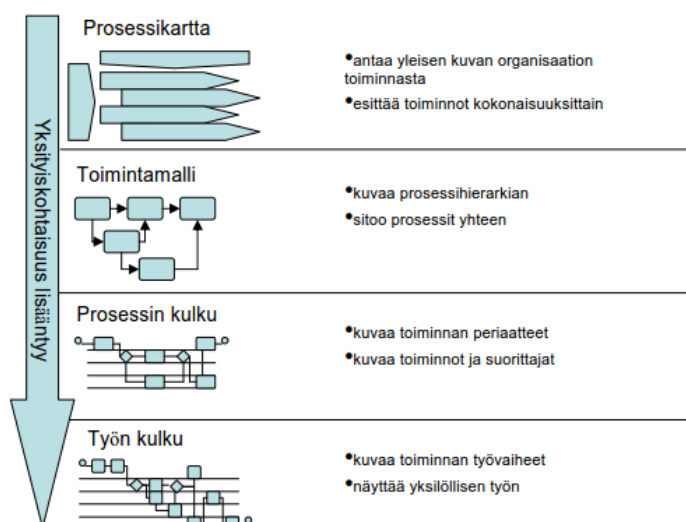 Prosessikartta
•antaa yleisen kuvan organisaation
toiminnasta
•esittää toiminnot kokonaisuuksittain
Yksityiskohtaisuus lisääntyy
Toimintamalli
•kuvaa prosessihierarkian
•sitoo prosessit yhteen
Prosessin kulku
•kuvaa toiminnan periaatteet
•kuvaa toiminnot ja suorittajat
Työn kulku
•kuvaa toiminnan työvaiheet
•näyttää yksilöllisen työn